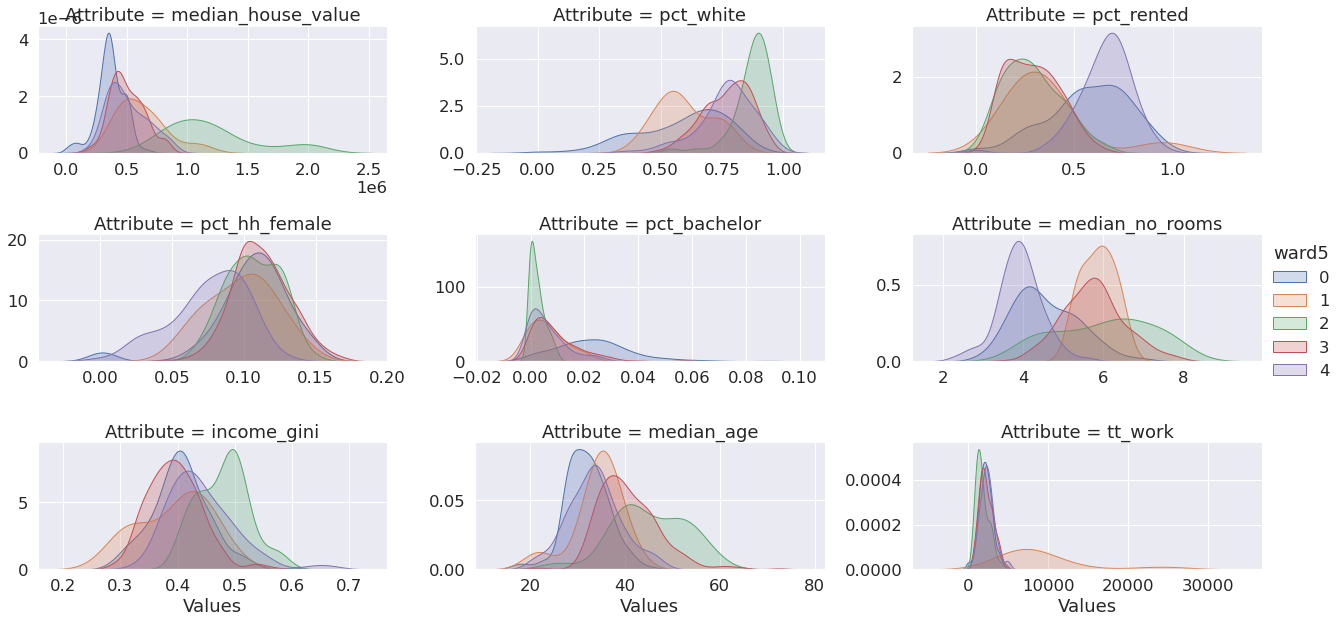 Attribute = median_house_value
Attribute = pct_white
Attribute = pct_rented
1e−6
4
2
0
0.0 0.5 1.0 1.5 2.0 2.5
1e6
5.0
2.5
0.0
−0.25 0.00 0.25 0.50 0.75 1.00
2
0
0.0 0.5 1.0
Attribute = pct_hh_female
Attribute = pct_bachelor
Attribute = median_no_rooms
20
10
0
0.00 0.05 0.10 0.15 0.20
100
0
−0.02 0.00 0.02 0.04 0.06 0.08 0.10
0.5
0.0
2 4 6 8
ward5
0
1
2
3
4
Attribute = income_gini
Attribute = median_age
Attribute = tt_work
5
0
0.2 0.3 0.4 0.5 0.6 0.7
Values
0.05
0.00
20 40 60 80
Values
0.0004
0.0002
0.0000
0 10000 20000 30000
Values